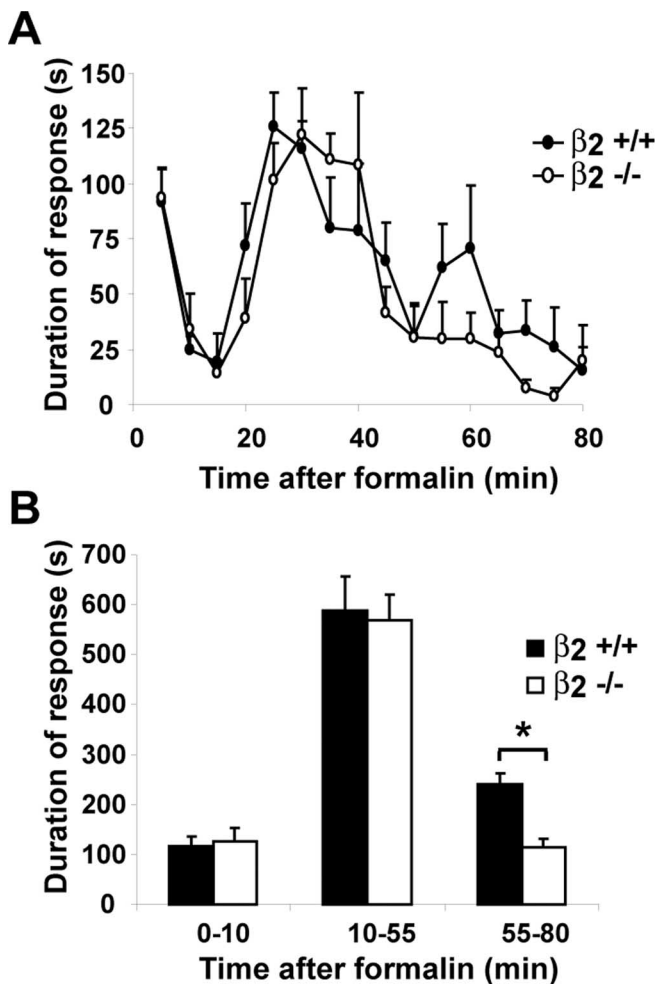 A
Duration of response (s)
150
125
100
75
50
25
0
0 20 40 60 80
Time after formalin (min)
β2 +/+
β2 -/-
B
Duration of response (s)
700
600
500
400
300
200
100
0
0-10 10-55 55-80
Time after formalin (min)
β2 +/+
β2 -/-
*